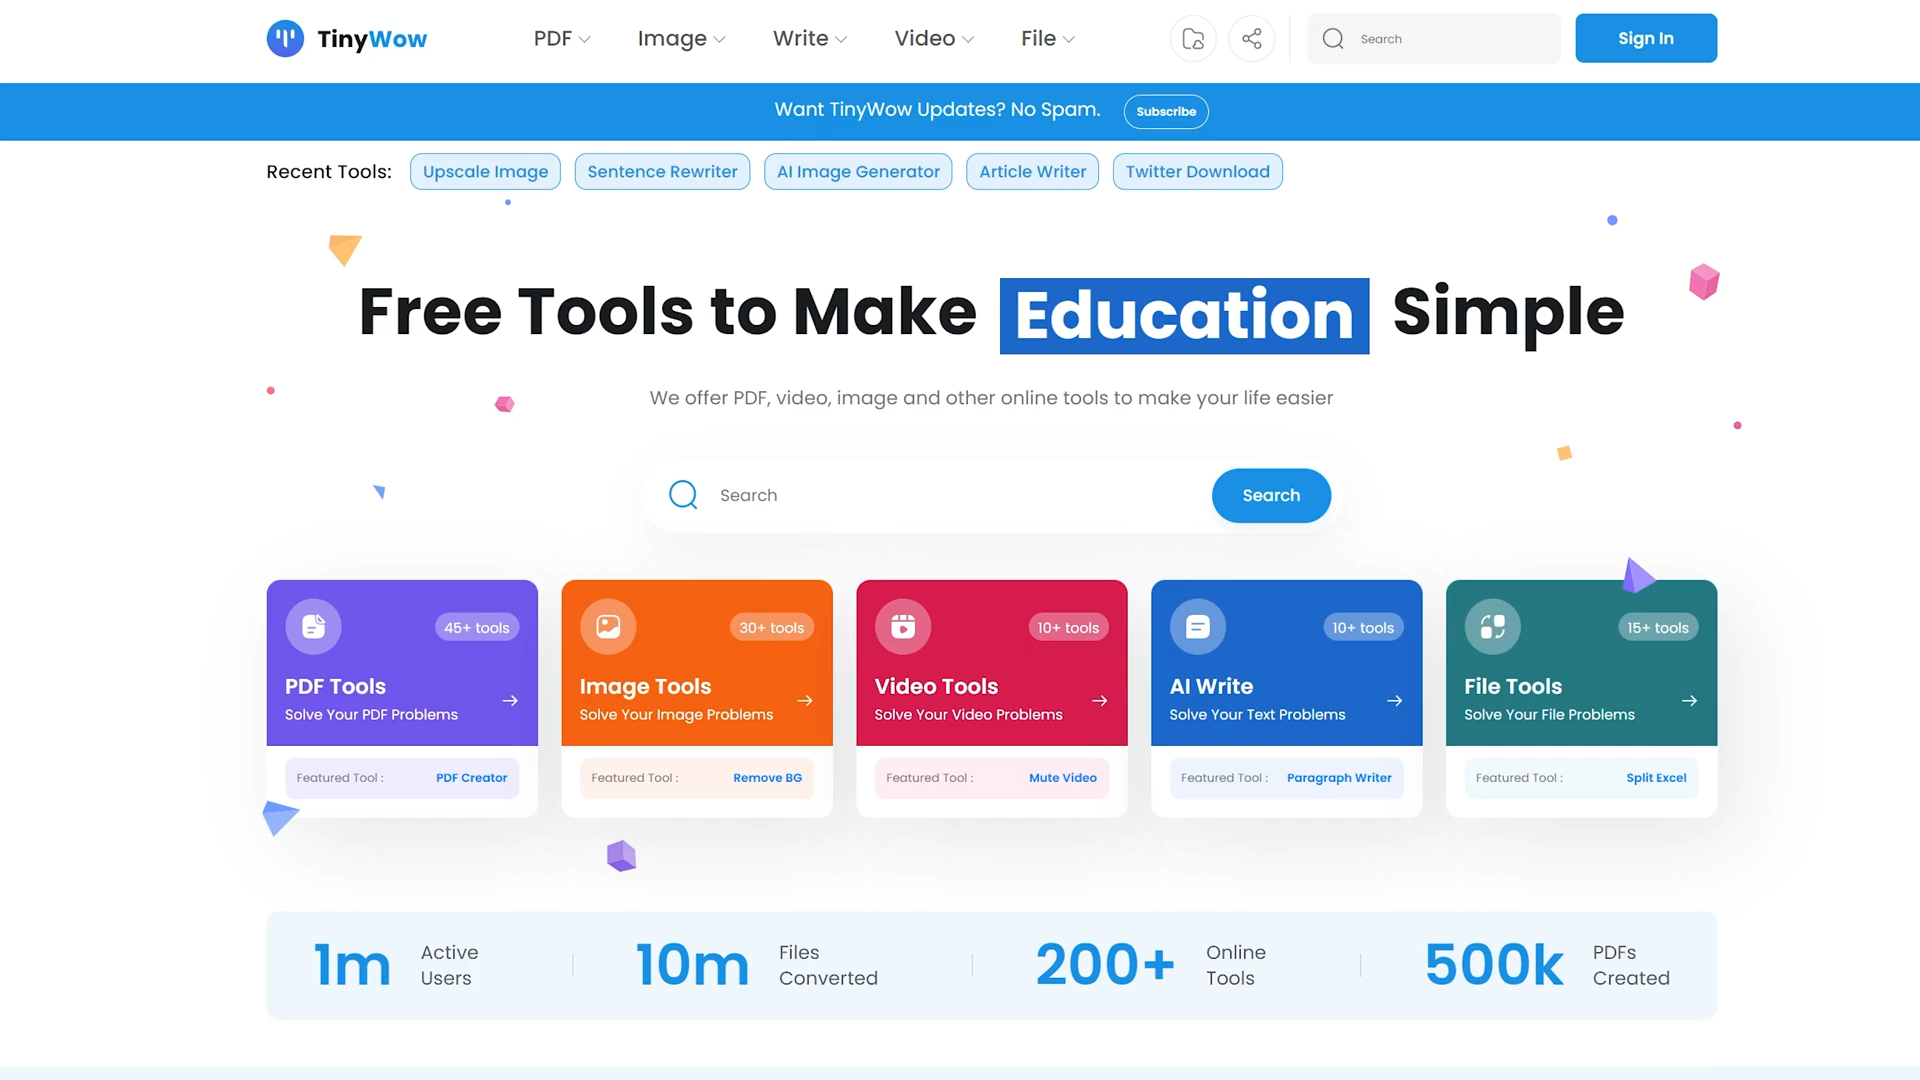 TinyWow
PDF
Image
Write
Video
File
Search
Sign In
Want TinyWow Updates? No Spam.
Subscribe
Recent Tools:
Upscale Image
Sentence Rewriter
AI Image Generator
Article Writer
Twitter Download
Free Tools to Make Education Simple
We offer PDF, video, image and other online tools to make your life easier
Search
Search
45+ tools
PDF Tools
Solve Your PDF Problems
Featured Tool :
PDF Creator
30+ tools
Image Tools
Solve Your Image Problems
Featured Tool :
Remove BG
10+ tools
Video Tools
Solve Your Video Problems
Featured Tool :
Mute Video
10+ tools
AI Write
Solve Your Text Problems
Featured Tool :
Paragraph Writer
15+ tools
File Tools
Solve Your File Problems
Featured Tool :
Split Excel
1m
Active
Users
10m
Files
Converted
200+
Online
Tools
500k
PDFs
Created